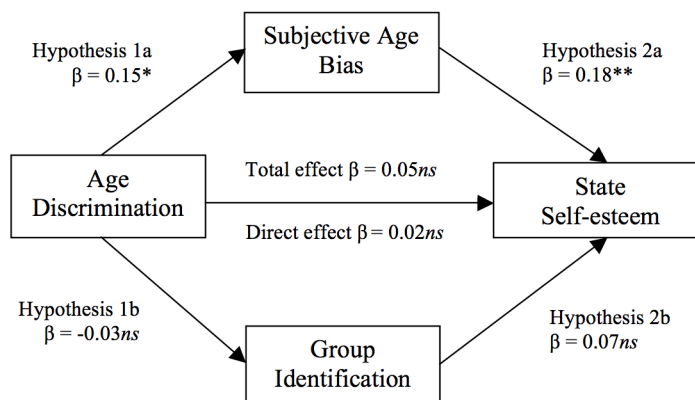 Hypothesis 1a
β = 0.15*
Subjective Age
Bias
Hypothesis 2a
β = 0.18**
Age
Discrimination
Total effect β = 0.05ns
Direct effect β = 0.02ns
State
Self-esteem
Hypothesis 1b
β = -0.03ns
Group
Identification
Hypothesis 2b
β = 0.07ns